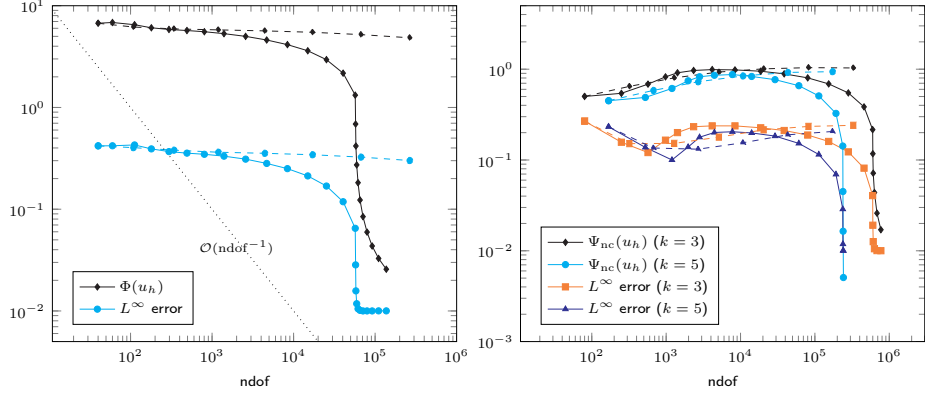 10^1
10^0
10^{-1}
10^{-2}
10^2 10^3 10^4 10^5 10^6
ndof
O(ndof^{-1})
Φ(u_h)
L^∞ error
10^1
10^0
10^{-1}
10^{-2}
10^{-3}
10^2 10^3 10^4 10^5 10^6
ndof
Ψ_nc(u_h) (k = 3)
Ψ_nc(u_h) (k = 5)
L^∞ error (k = 3)
L^∞ error (k = 5)